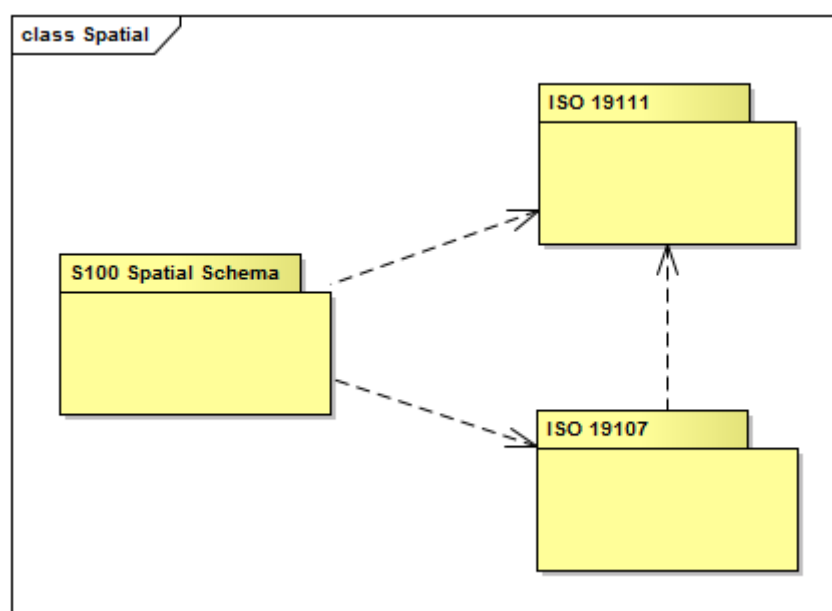 class Spatial
ISO 19111
S100 Spatial Schema
ISO 19107